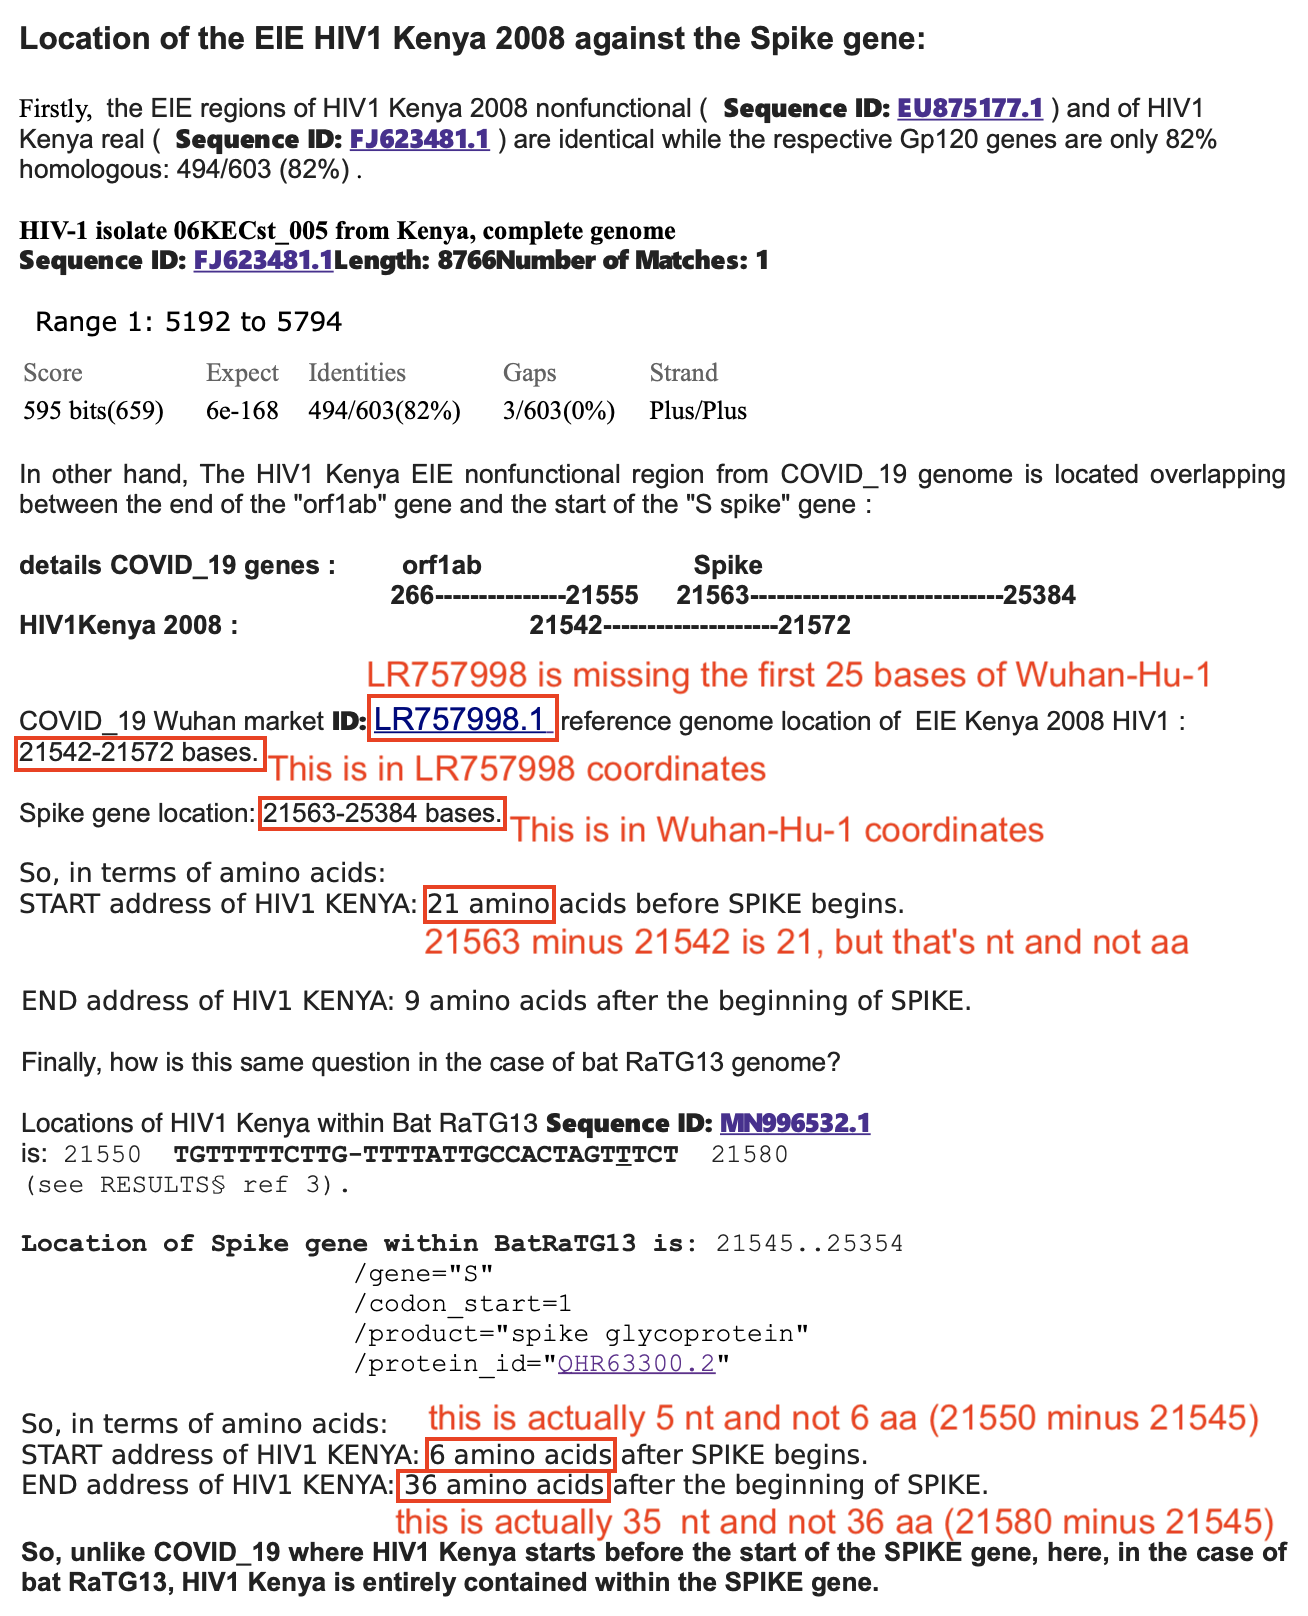 Location of the EIE HIV1 Kenya 2008 against the Spike gene:
Firstly, the EIE regions of HIV1 Kenya 2008 nonfunctional ( Sequence ID: EU875177.1 ) and of HIV1
Kenya real ( Sequence ID: FJ623481.1 ) are identical while the respective Gp120 genes are only 82%
homologous: 494/603 (82%) .
HIV-1 isolate 06KECst_005 from Kenya, complete genome
Sequence ID: FJ623481.1Length: 8766Number of Matches: 1
Range 1: 5192 to 5794
Score Expect Identities Gaps Strand
595 bits(659) 6e-168 494/603(82%) 3/603(0%) Plus/Plus
In other hand, The HIV1 Kenya EIE nonfunctional region from COVID_19 genome is located overlapping
between the end of the "orf1ab" gene and the start of the "S spike" gene :
details COVID_19 genes : orf1ab Spike
266---------------21555 21563-----------------------------25384
HIV1Kenya 2008 : 21542--------------------21572
LR757998 is missing the first 25 bases of Wuhan-Hu-1
COVID_19 Wuhan market ID: LR757998.1 reference genome location of EIE Kenya 2008 HIV1 :
21542-21572 bases.
This is in LR757998 coordinates
Spike gene location: 21563-25384 bases.
This is in Wuhan-Hu-1 coordinates
So, in terms of amino acids:
START address of HIV1 KENYA: 21 amino acids before SPIKE begins.
21563 minus 21542 is 21, but that's nt and not aa
END address of HIV1 KENYA: 9 amino acids after the beginning of SPIKE.
Finally, how is this same question in the case of bat RaTG13 genome?
Locations of HIV1 Kenya within Bat RaTG13 Sequence ID: MN996532.1
is: 21550 TGTTTTTCTTG-TTTTATTGCCACTAGTTTCT 21580
(see RESULTS§ ref 3).
Location of Spike gene within BatRaTG13 is: 21545..25354
/gene="S"
/codon_start=1
/product="spike glycoprotein"
/protein_id="QHR63300.2"
So, in terms of amino acids:
this is actually 5 nt and not 6 aa (21550 minus 21545)
START address of HIV1 KENYA: 6 amino acids after SPIKE begins.
END address of HIV1 KENYA: 36 amino acids after the beginning of SPIKE.
this is actually 35 nt and not 36 aa (21580 minus 21545)
So, unlike COVID_19 where HIV1 Kenya starts before the start of the SPIKE gene, here, in the case of
bat RaTG13, HIV1 Kenya is entirely contained within the SPIKE gene.